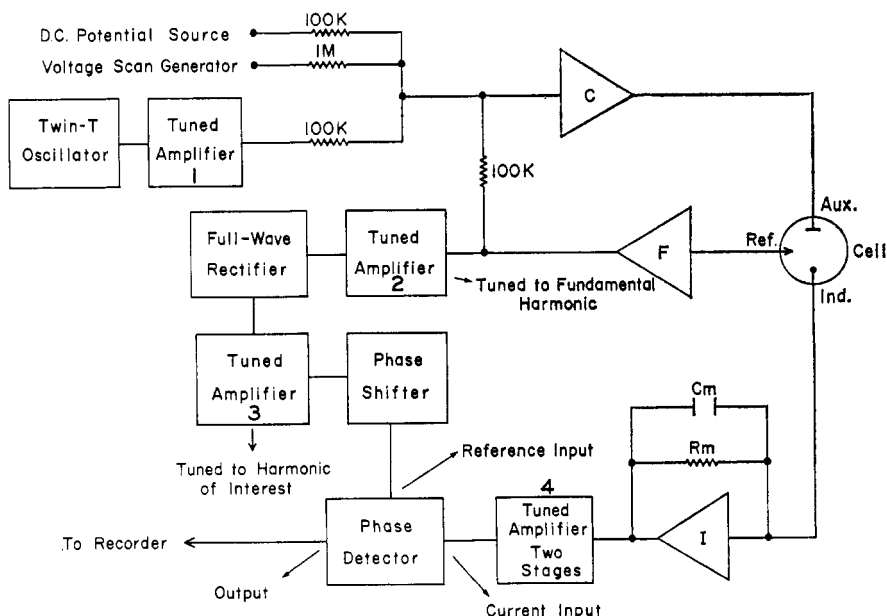 100K
D.C. Potential Source
1M
Voltage Scan Generator
C
Twin-T
Oscillator
Tuned
Amplifier
1
100K
100K
Aux.
Full-Wave
Rectifier
Tuned
Amplifier
2
F
Ref.
Cell
Tuned to Fundamental
Harmonic
Ind.
Tuned
Amplifier
3
Phase
Shifter
Cm
Rm
Tuned to Harmonic
of Interest
Reference Input
4
Tuned
Amplifier
Two
Stages
I
Phase
Detector
.To Recorder
Output
Current Input